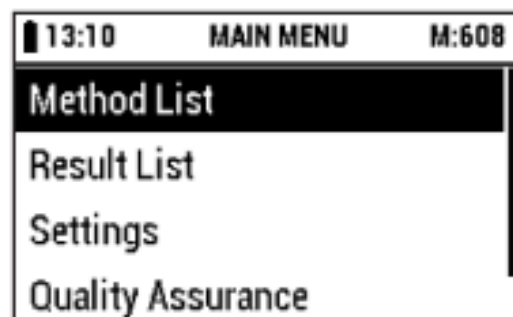 13:10 MAIN MENU M:608
Method List
Result List
Settings
Quality Assurance